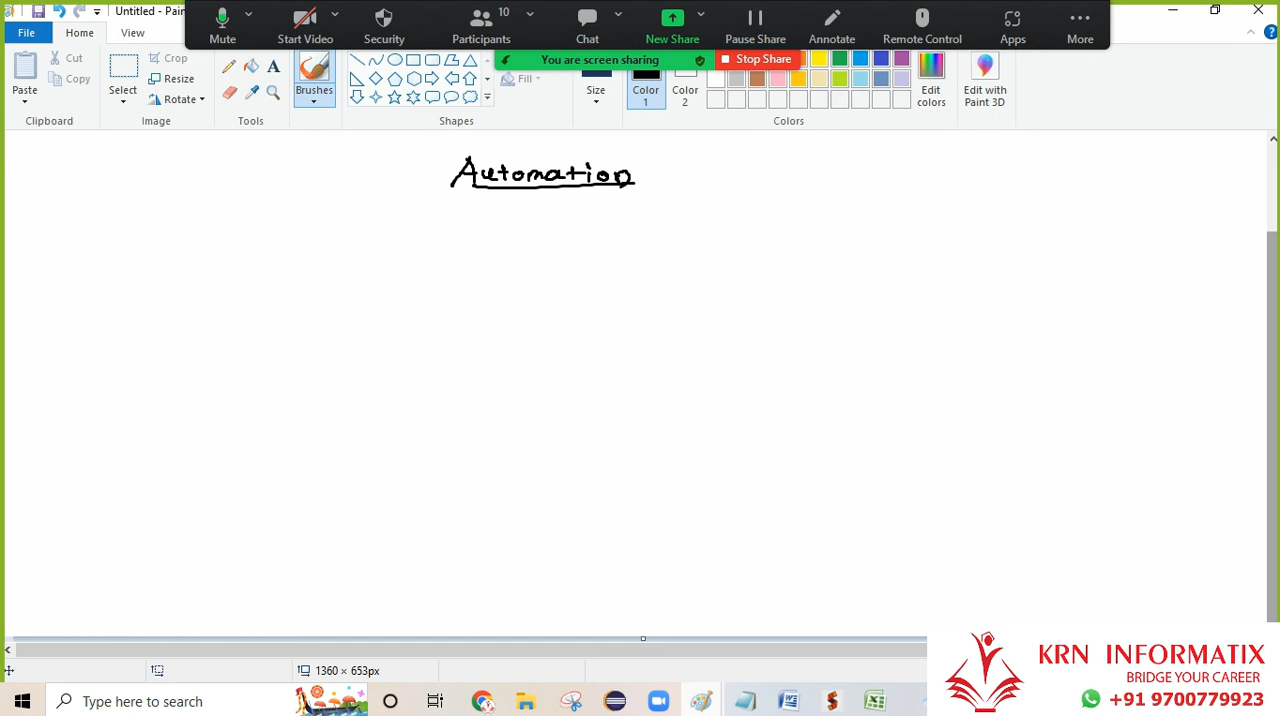 Mute
Start Video
Security
10
Participants
Chat
New Share
Pause Share
Annotate
Remote Control
Apps
More
You are screen sharing
Stop Share
Untitled - Pai
File
Home
View
Paste
Cut
Copy
Clipboard
Select
Crop
Resize
Rotate
Image
A
Tools
Brushes
Fill
Shapes
Size
Color
1
Color
2
Edit
colors
Colors
Edit with
Paint 3D
Automation
1360 × 653px
Type here to search
KRN INFORMATIX
BRIDGE YOUR CAREER
+91 9700779923